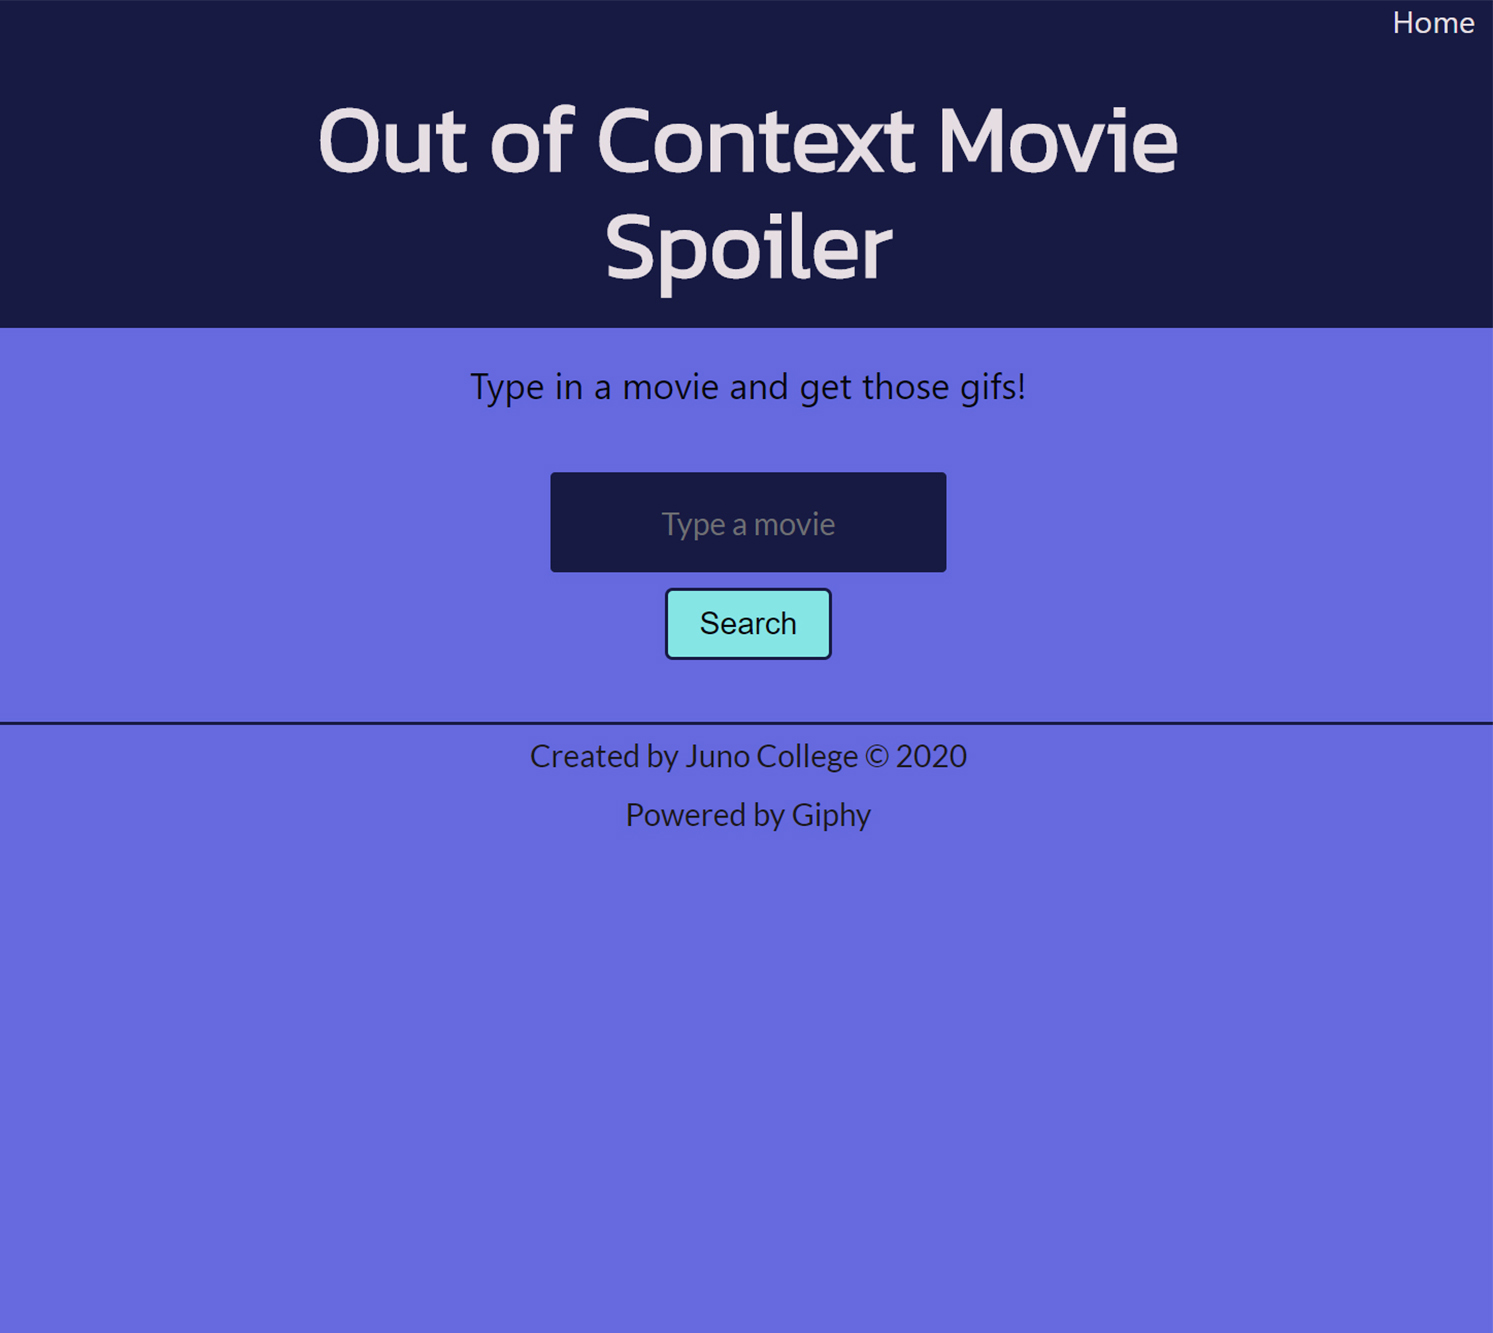 Home
Out of Context Movie
Spoiler
Type in a movie and get those gifs!
Type a movie
Search
Created by Juno College © 2020
Powered by Giphy